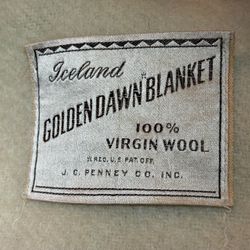 Iceland
GOLDEN DAWN "BLANKET
100%
VIRGIN WOOL
REG. U.S. PAT. OFF.
J. C. PENNEY CO. INC.